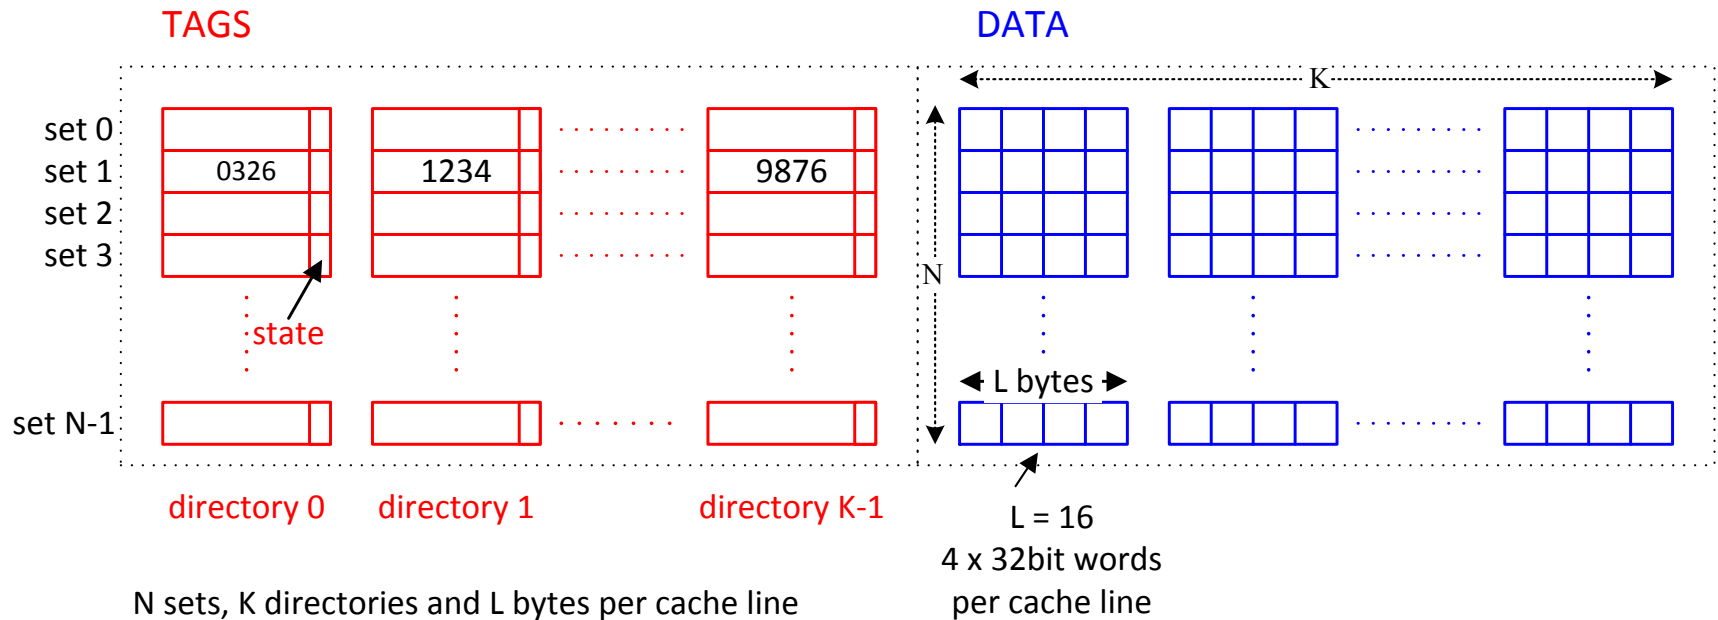 TAGS
DATA
K
set 0
set 1
0326
1234
9876
set 2
set 3
N
state
L bytes
set N-1
directory 0
directory 1
directory K-1
L = 16
4 x 32bit words
per cache line
N sets, K directories and L bytes per cache line